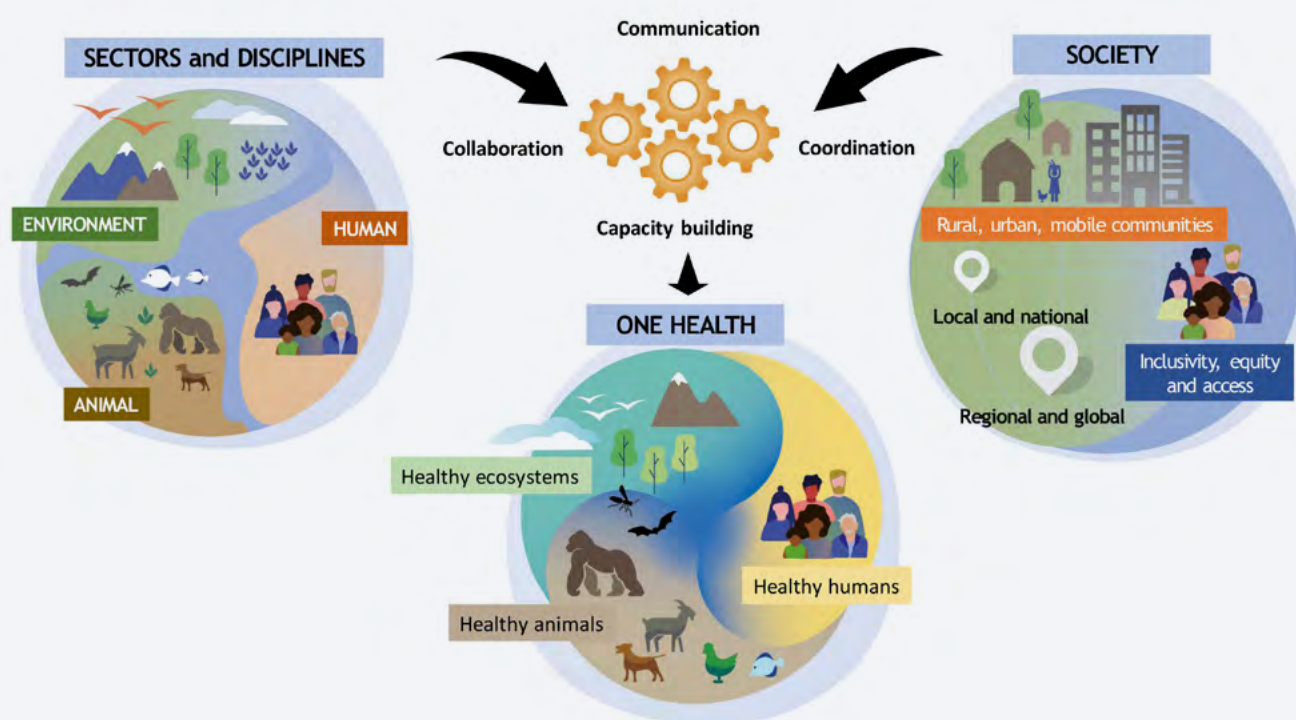 SECTORS and DISCIPLINES
ENVIRONMENT
HUMAN
ANIMAL
Communication
Collaboration
Coordination
Capacity building
SOCIETY
Rural, urban, mobile communities
Local and national
Inclusivity, equity
and access
Regional and global
ONE HEALTH
Healthy ecosystems
Healthy humans
Healthy animals